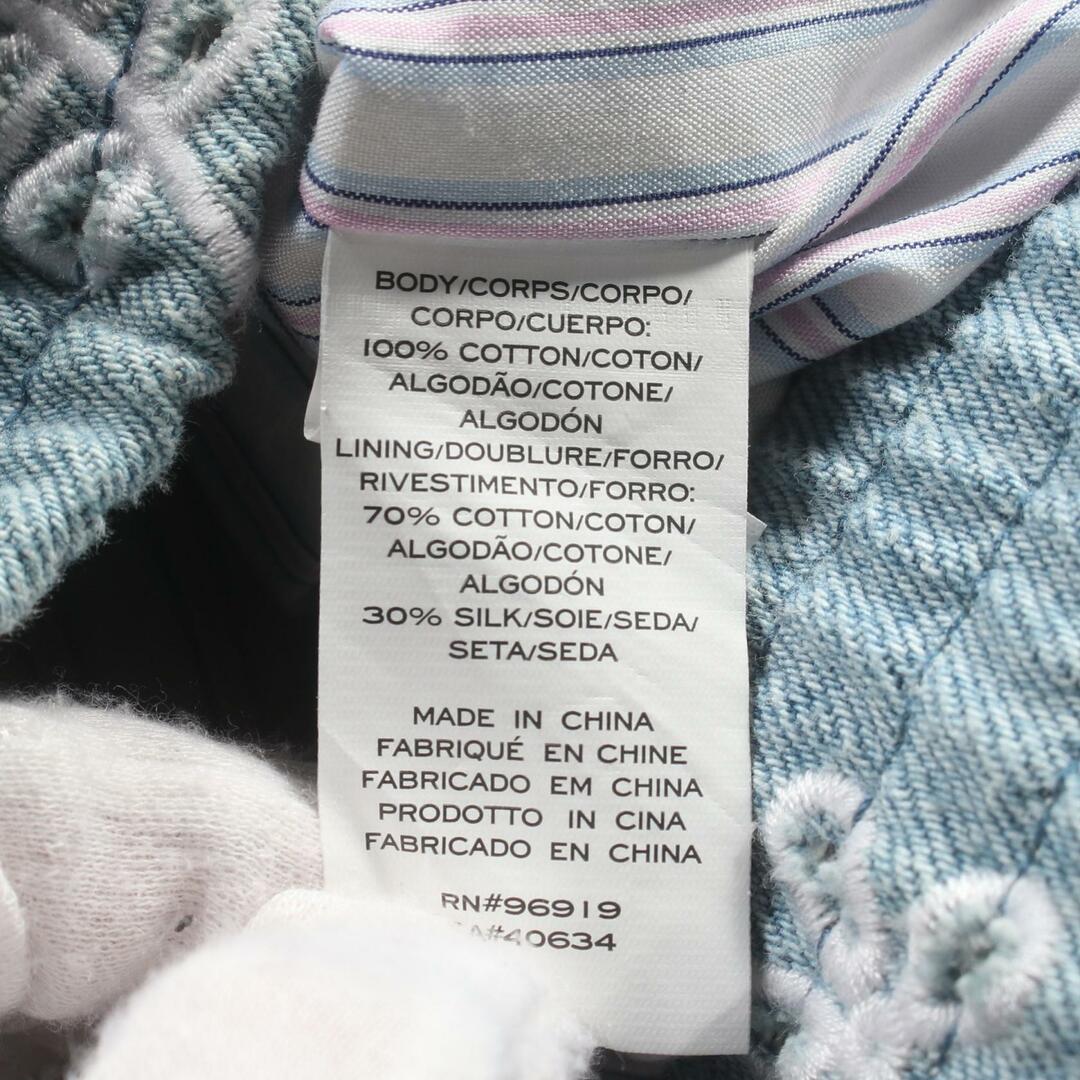 BODY/CORPS/CORPO/
CORPO/CUERPO:
100% COTTON/COTON/
ALGODÃO/COTONE/
ALGODÓN
LINING/DOUBLURE/FORRO/
RIVESTIMENTO/FORRO:
70% COTTON/COTON/
ALGODÃO/COTONE/
ALGODÓN
30% SILK/SOIE/SEDA/
SETA/SEDA
MADE IN CHINA
FABRIQUÉ EN CHINE
FABRICADO EM CHINA
PRODOTTO IN CINA
FABRICADO EN CHINA
RN#96919
#40634